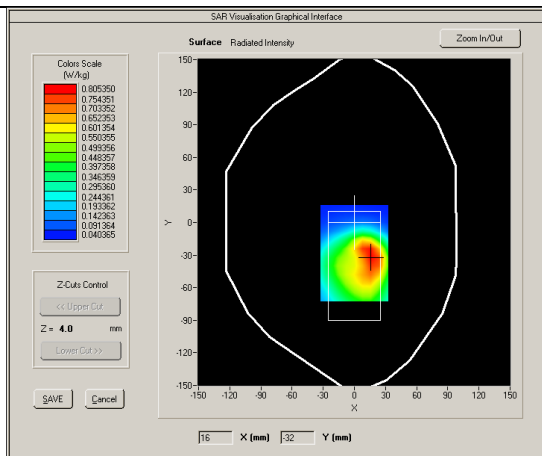 SAR Visualisation Graphical Interface
Surface Radiated Intensity
Zoom In/Out
Colors Scale
(W/kg)
0.805350
0.754351
0.703352
0.652353
0.601354
0.550355
0.499356
0.448357
0.397358
0.346359
0.295360
0.244361
0.193362
0.142363
0.091364
0.040365
Z-Cuts Control
<< Upper Cut
Z = 4.0 mm
Lower Cut >>
SAVE Cancel
150
120
90
60
30
0
-30
-60
-90
-120
-150
Y
-150 -120 -90 -60 -30 0 30 60 90 120 150
X
16 X (mm) -32 Y (mm)